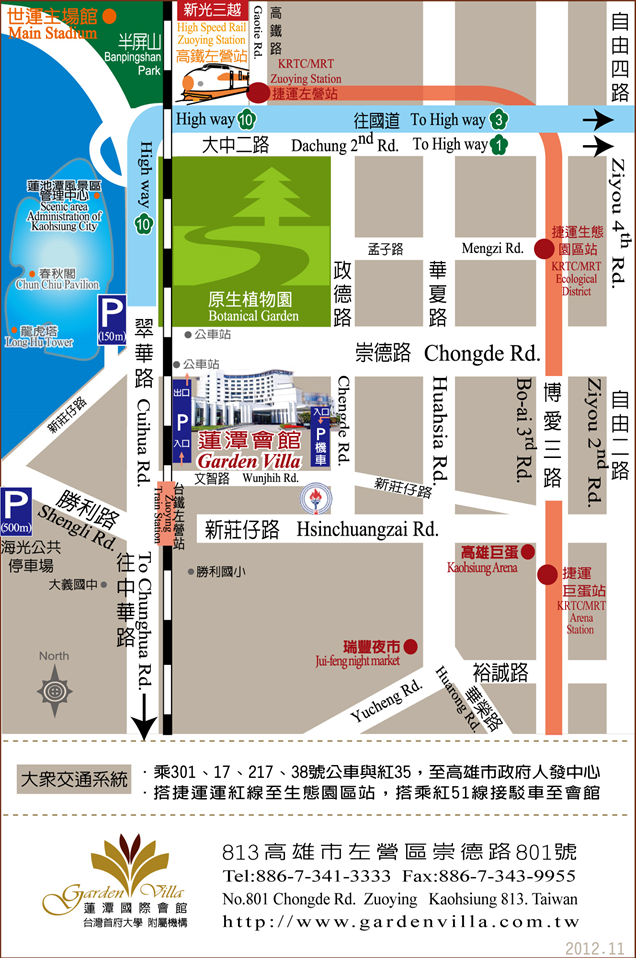 世運主場館
Main Stadium
半屏山
Banpingshan
Park
新光三越
High Speed Rail
Zuoying Station
高鐵左營站
Gaotie Rd.
高鐵路
KRTC/MRT
Zuoying Station
捷運左營站
自由四路
High way 10
往國道 To High way 3
大中二路 Dachung 2nd Rd. To High way 1
High way 10
Ziyou 4th Rd.
蓮池潭風景區
管理中心
Scenic area
Administration of
Kaohsiung City
春秋閣
Chun Chiu Pavilion
龍虎塔
Long Hu Tower
P
(150m)
原生植物園
Botanical Garden
孟子路 Mengzi Rd.
捷運生態
園區站
KRTC/MRT
Ecological
District
政德路
華夏路
公車站
崇德路 Chongde Rd.
公車站
翠華路 Cuihua Rd.
新莊仔路
出口
P
入口
蓮潭會館
Garden Villa
入口
P
機車
Chengde Rd.
Huahsia Rd.
Bo-ai 3rd Rd.
博愛三路
Ziyou 2nd Rd.
自由二路
文智路 Wunjhih Rd.
新莊仔路
P
(500m)
海光公共
停車場
勝利路
Shengli Rd.
Zuoying
Train Station
台鐵左營站
新莊仔路 Hsinchuangzai Rd.
大義國中
勝利國小
To Chunghua Rd.
往中華路
高雄巨蛋
Kaohsiung Arena
捷運
巨蛋站
KRTC/MRT
Arena
Station
瑞豐夜市
Jui-feng night market
North
裕誠路
Yucheng Rd.
Huarong Rd.
華榮路
大眾交通系統
·乘301、17、217、38號公車與紅35，至高雄市政府人發中心
·搭捷運運紅線至生態園區站，搭乘紅51線接駁車至會館
Garden Villa
蓮潭國際會館
台灣首府大學 附屬機構
813高雄市左營區崇德路801號
Tel:886-7-341-3333 Fax:886-7-343-9955
No.801 Chongde Rd. Zuoying Kaohsiung 813. Taiwan
http://www.gardenvilla.com.tw
2012.11